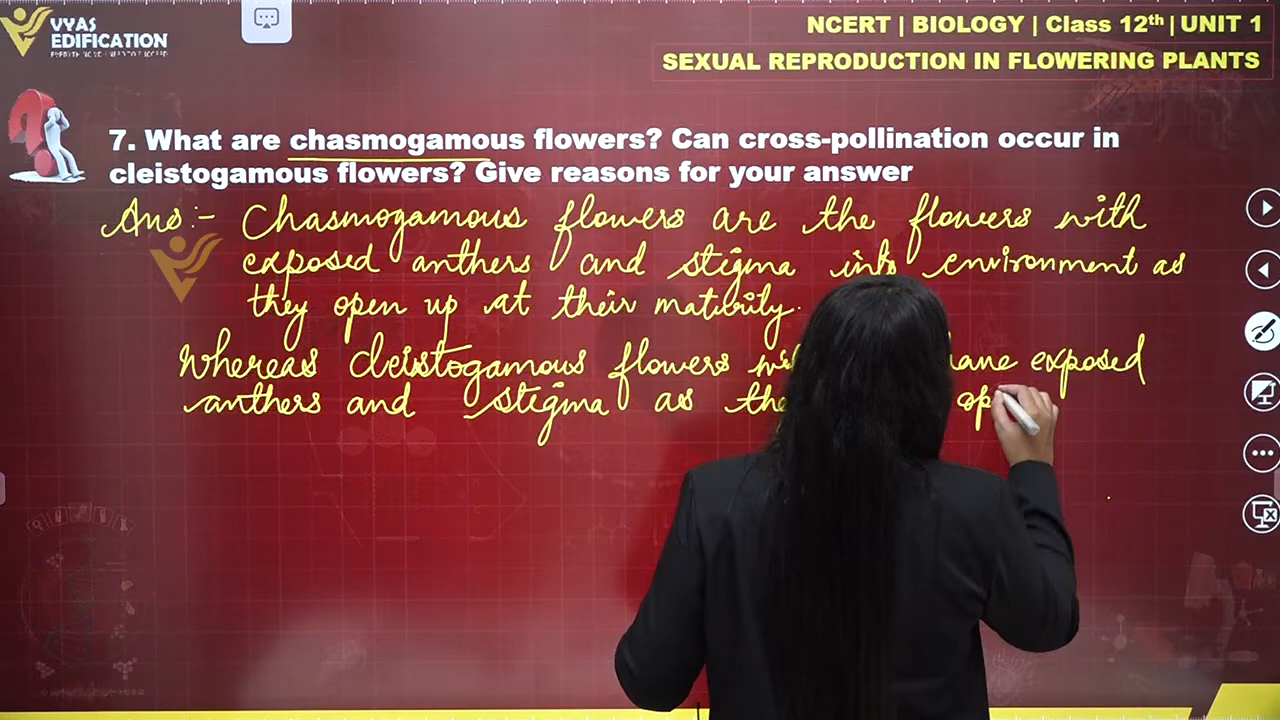 VYAS
EDIFICATION
NCERT | BIOLOGY | Class 12th | UNIT 1
SEXUAL REPRODUCTION IN FLOWERING PLANTS
7. What are chasmogamous flowers? Can cross-pollination occur in
cleistogamous flowers? Give reasons for your answer
Ans:- Chasmogamous flowers are the flowers with
exposed anthers and stigma into environment as
they open up at their maturity.
Whereas cleistogamous flowers exposed
anthers and stigma as